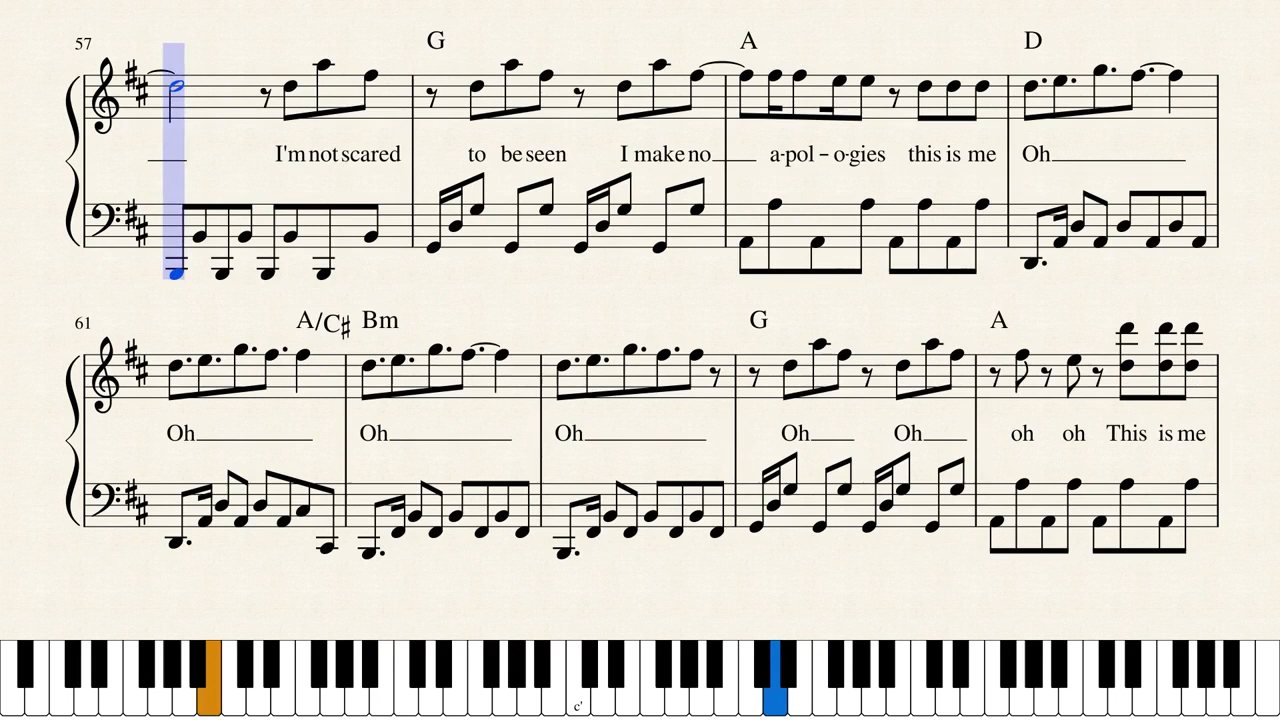 57 G A D
I'm not scared to be seen I make no a-pol-o-gies this is me Oh
61 A/C♯ Bm G A
Oh Oh Oh Oh Oh oh oh This is me
c'